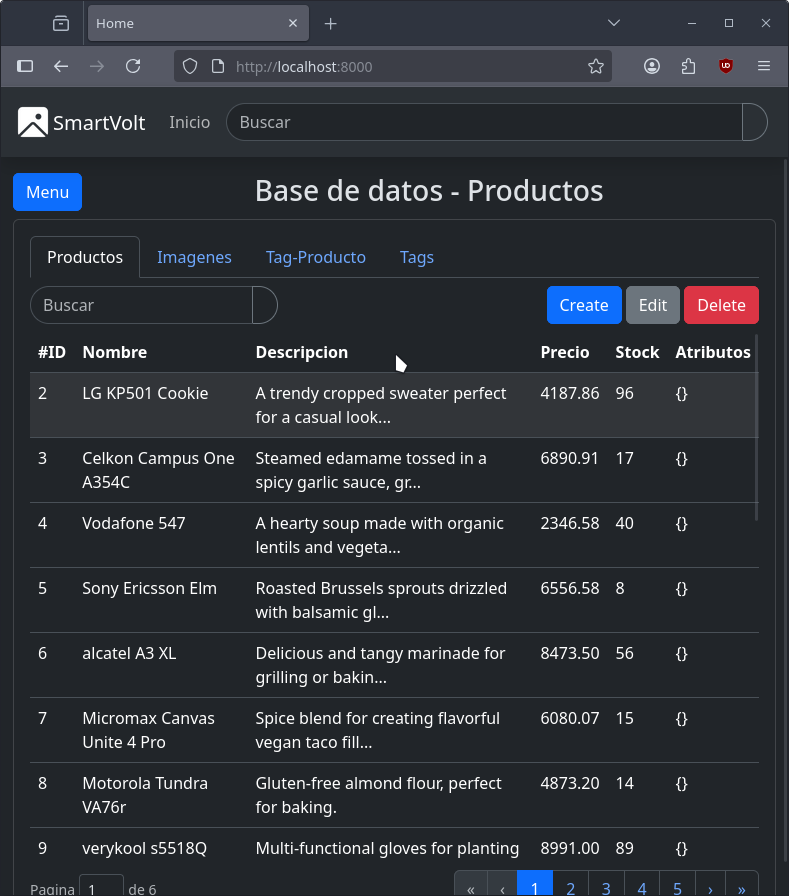 Home
http://localhost:8000
SmartVolt Inicio Buscar
Menu Base de datos - Productos
Productos Imagenes Tag-Producto Tags
Buscar Create Edit Delete
#ID Nombre Descripcion Precio Stock Atributos
2 LG KP501 Cookie A trendy cropped sweater perfect 4187.86 96 {}
for a casual look...
3 Celkon Campus One Steamed edamame tossed in a 6890.91 17 {}
A354C spicy garlic sauce, gr...
4 Vodafone 547 A hearty soup made with organic 2346.58 40 {}
lentils and vegeta...
5 Sony Ericsson Elm Roasted Brussels sprouts drizzled 6556.58 8 {}
with balsamic gl...
6 alcatel A3 XL Delicious and tangy marinade for 8473.50 56 {}
grilling or bakin...
7 Micromax Canvas Spice blend for creating flavorful 6080.07 15 {}
Unite 4 Pro vegan taco fill...
8 Motorola Tundra Gluten-free almond flour, perfect 4873.20 14 {}
VA76r for baking.
9 verykool s5518Q Multi-functional gloves for planting 8991.00 89 {}
Pagina 1 de 6 « ‹ 1 2 3 4 5 › »